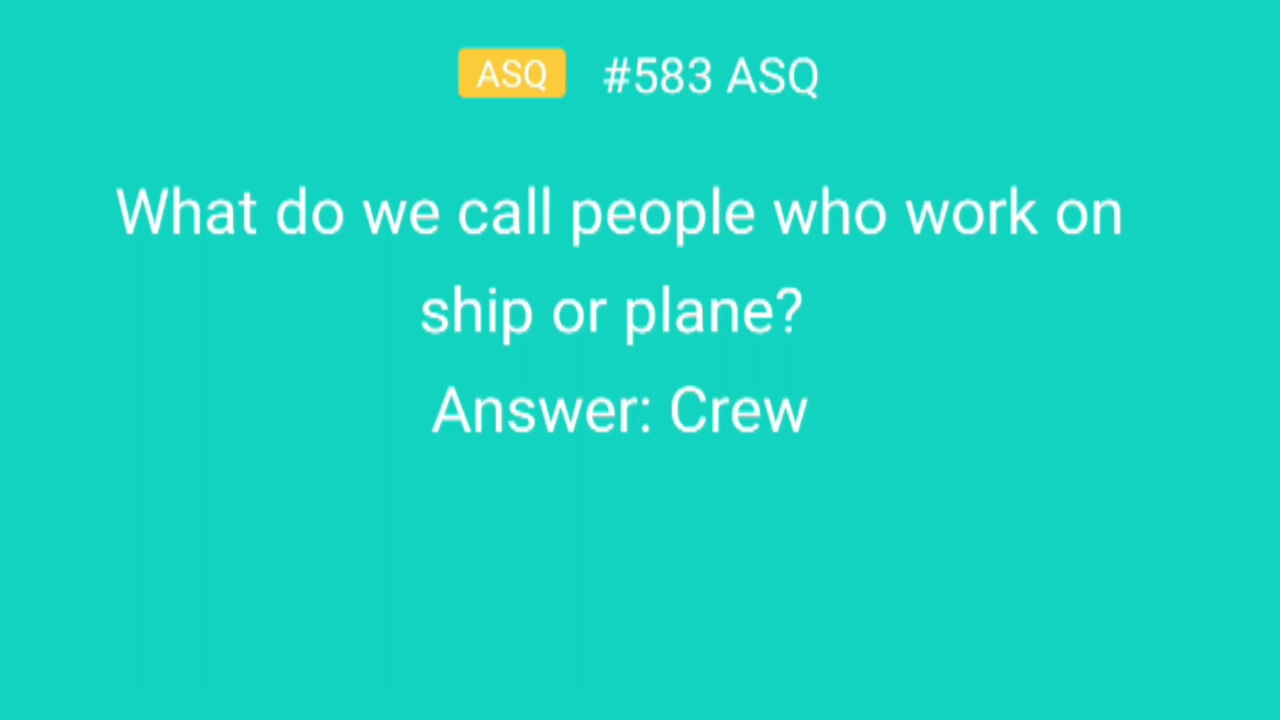 ASQ #583 ASQ
What do we call people who work on
ship or plane?
Answer: Crew